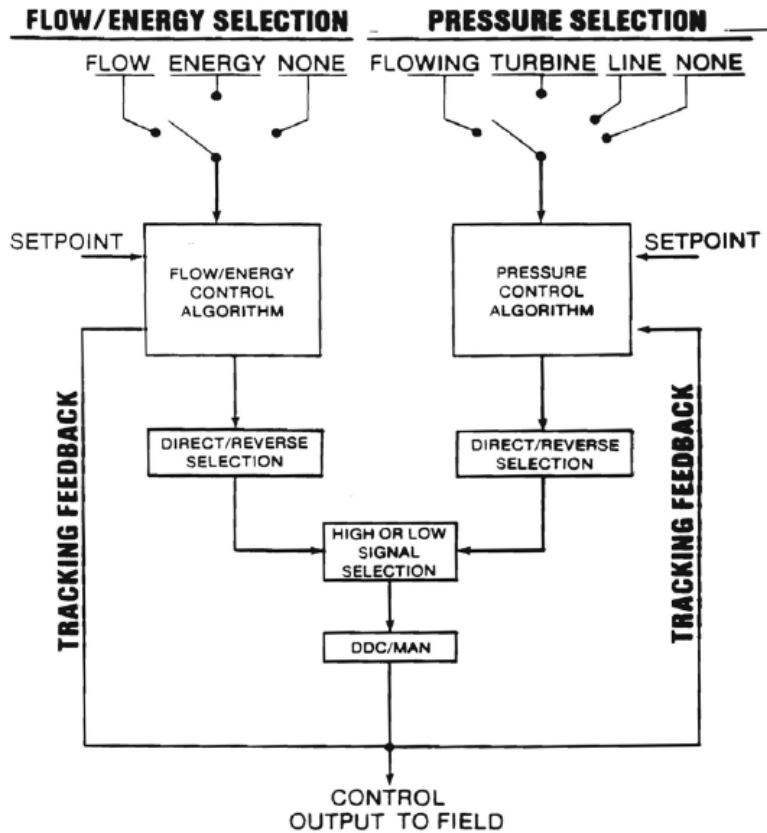 FLOW/ENERGY SELECTION
PRESSURE SELECTION
FLOW ENERGY NONE
FLOWING TURBINE LINE NONE
SETPOINT
SETPOINT
FLOW/ENERGY
CONTROL
ALGORITHM
PRESSURE
CONTROL
ALGORITHM
TRACKING FEEDBACK
TRACKING FEEDBACK
DIRECT/REVERSE
SELECTION
DIRECT/REVERSE
SELECTION
HIGH OR LOW
SIGNAL
SELECTION
DDC/MAN
CONTROL
OUTPUT TO FIELD